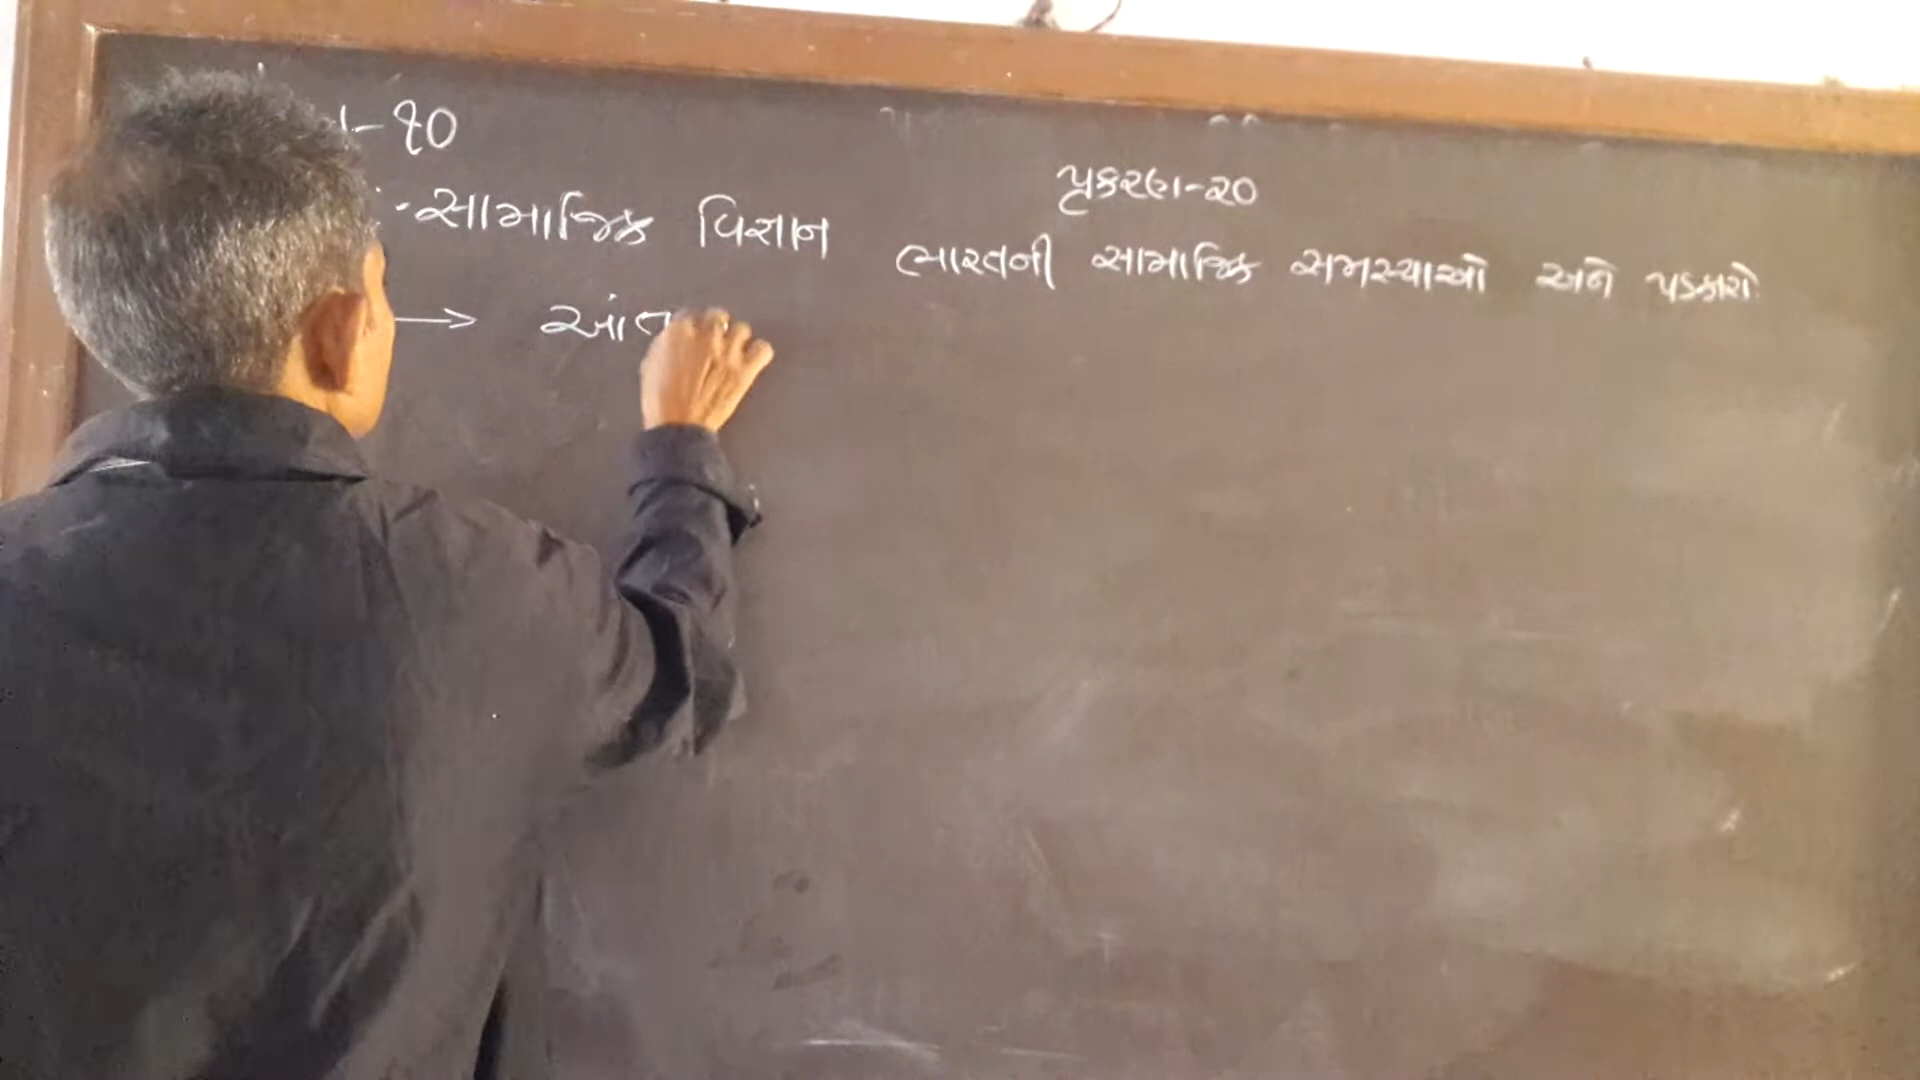 -૧૦
:-સામાજિક વિજ્ઞાન
પ્રકરણ-૨૦
ભારતની સામાજિક સમસ્યાઓ અને પડકારો
→